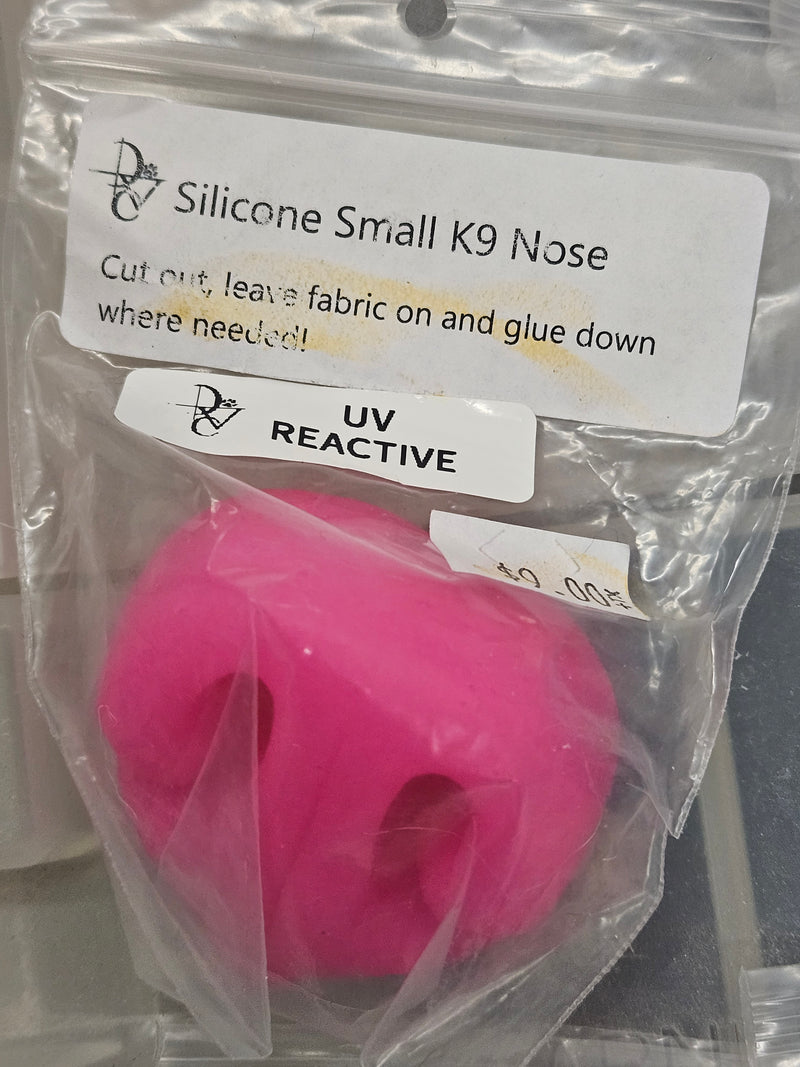 Silicone Small K9 Nose
Cut out, leave fabric on and glue down
where needed!
UV
REACTIVE